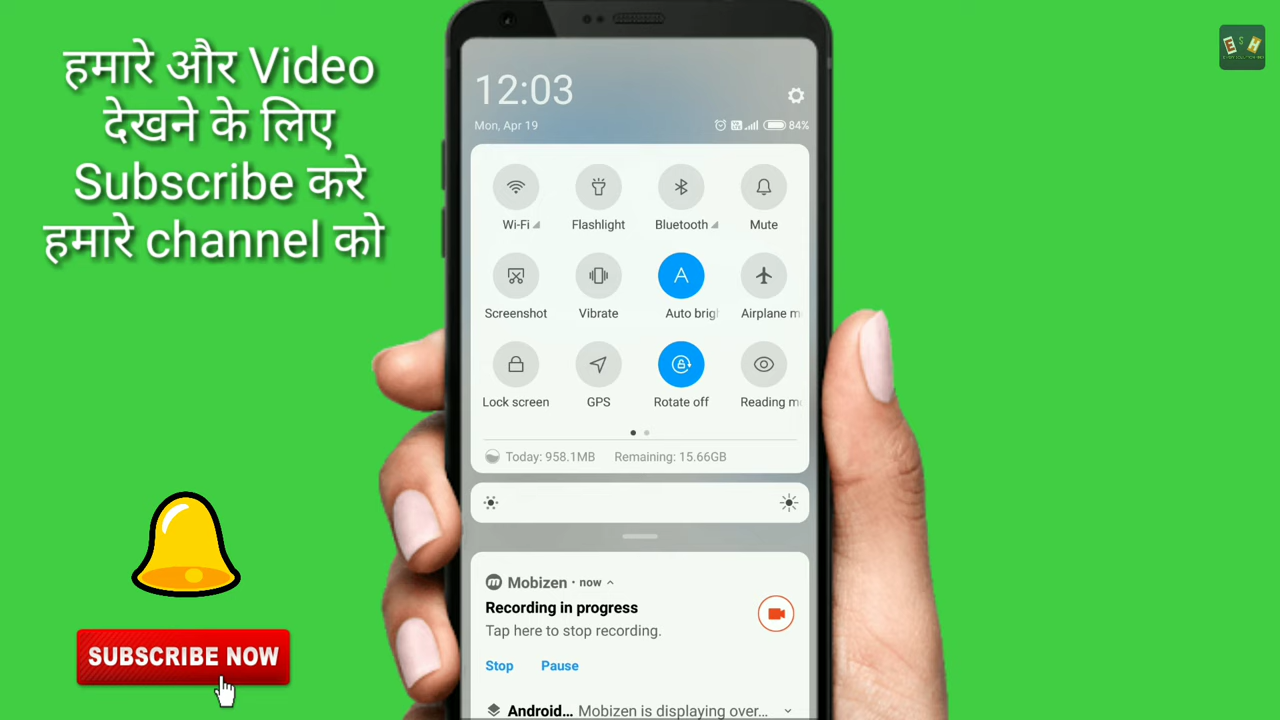 हमारे और Video
देखने के लिए
Subscribe करे
हमारे channel को
SUBSCRIBE NOW
12:03
Mon, Apr 19
84%
Wi-Fi
Flashlight
Bluetooth
Mute
Screenshot
Vibrate
A
Auto brig
Airplane m
Lock screen
GPS
Rotate off
Reading m
Today: 958.1MB
Remaining: 15.66GB
m Mobizen • now
Recording in progress
Tap here to stop recording.
Stop
Pause
Android... Mobizen is displaying over...
E $ H